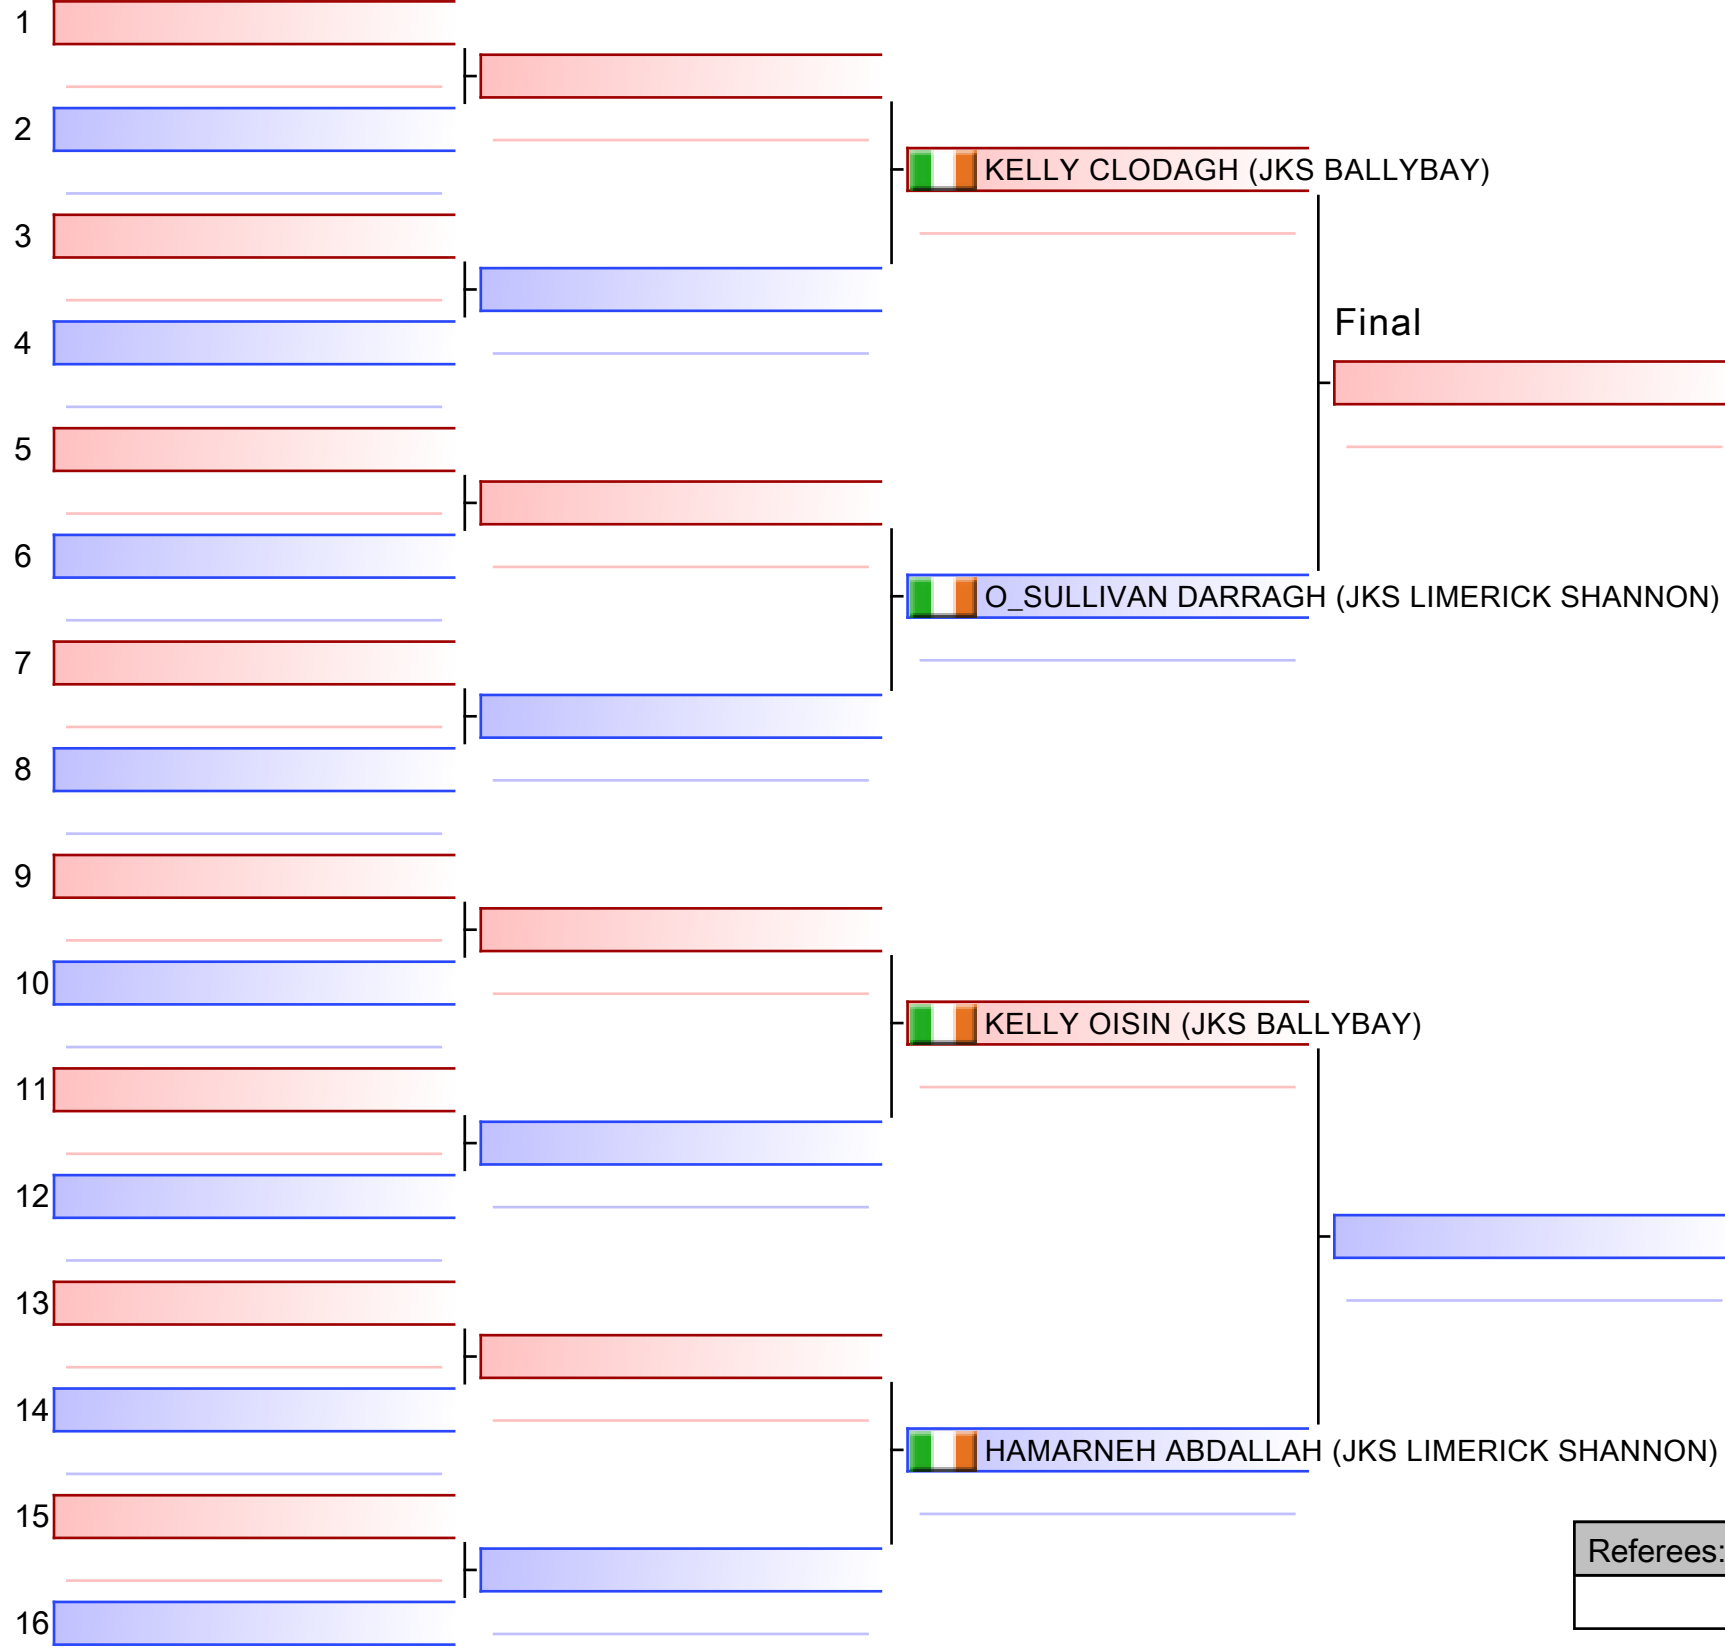 1
2
KELLY CLODAGH (JKS BALLYBAY)
3
Final
4
5
6
O_SULLIVAN DARRAGH (JKS LIMERICK SHANNON)
7
8
9
10
KELLY OISIN (JKS BALLYBAY)
11
12
13
14
HAMARNEH ABDALLAH (JKS LIMERICK SHANNON)
15
Referees:
16